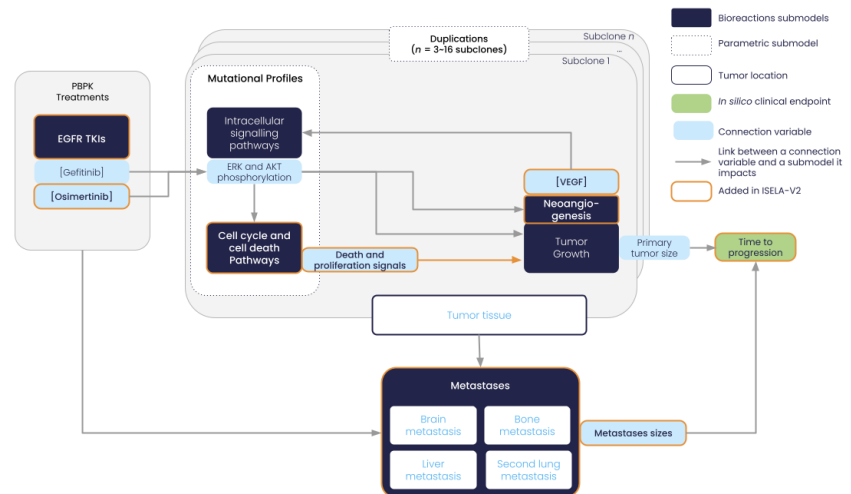 Duplications
(n = 3-16 subclones)
Subclone n
...
Subclone 1
PBPK
Treatments
EGFR TKIs
[Gefitinib]
[Osimertinib]
Mutational Profiles
Intracellular
signalling
pathways
ERK and AKT
phosphorylation
Cell cycle and
cell death
Pathways
Death and
proliferation signals
[VEGF]
Neoangio-
genesis
Tumor
Growth
Primary
tumor size
Time to
progression
Tumor tissue
Metastases
Brain
metastasis
Bone
metastasis
Liver
metastasis
Second lung
metastasis
Metastases sizes
Bioreactions submodels
Parametric submodel
Tumor location
In silico clinical endpoint
Connection variable
Link between a connection
variable and a submodel it
impacts
Added in ISELA-V2